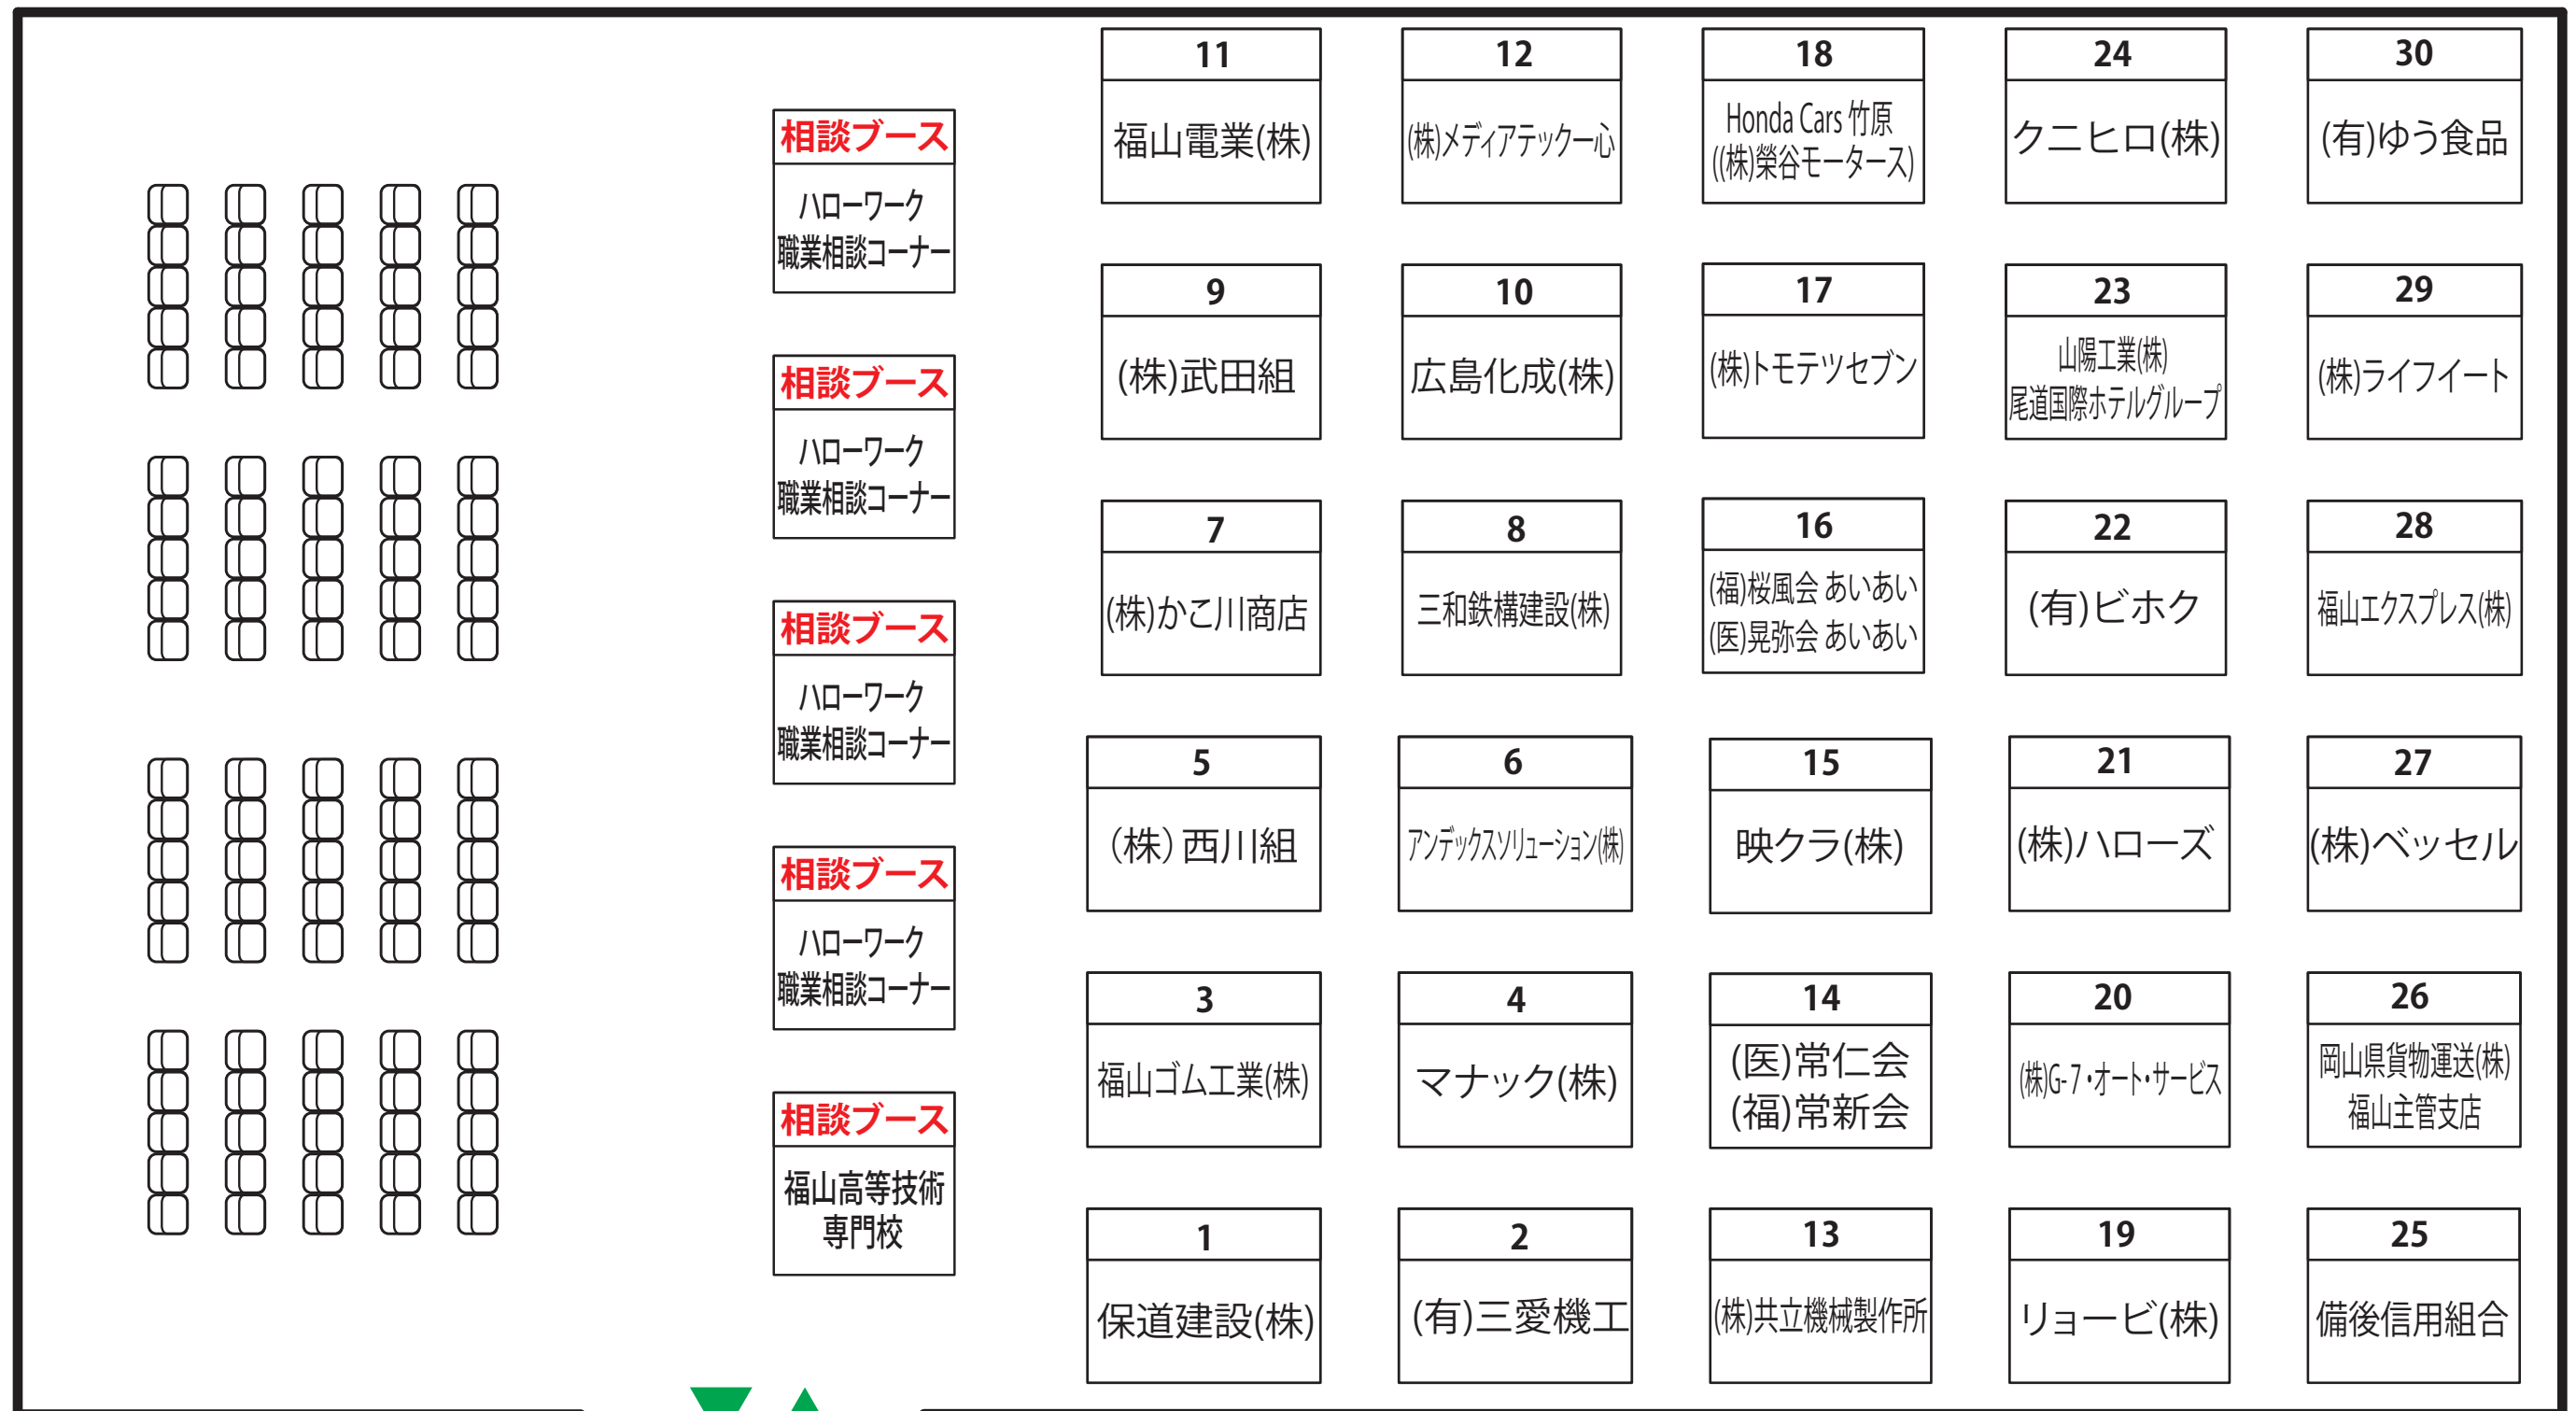 相談ブース
ハローワーク
職業相談コーナー
相談ブース
ハローワーク
職業相談コーナー
相談ブース
ハローワーク
職業相談コーナー
相談ブース
ハローワーク
職業相談コーナー
相談ブース
福山高等技術
専門校
11
福山電業(株)
12
(株)メディアテック一心
18
Honda Cars 竹原
((株)榮谷モータース)
24
クニヒロ(株)
30
(有)ゆう食品
9
(株)武田組
10
広島化成(株)
17
(株)トモテツセブン
23
山陽工業(株)
尾道国際ホテルグループ
29
(株)ライフイート
7
(株)かこ川商店
8
三和鉄構建設(株)
16
(福)桜風会 あいあい
(医)晃弥会 あいあい
22
(有)ビホク
28
福山エクスプレス(株)
5
（株）西川組
6
アンデックスソリューション(株)
15
映クラ(株)
21
(株)ハローズ
27
(株)ベッセル
3
福山ゴム工業(株)
4
マナック(株)
14
(医)常仁会
(福)常新会
20
(株)G-7・オート・サービス
26
岡山県貨物運送(株)
福山主管支店
1
保道建設(株)
2
(有)三愛機工
13
(株)共立機械製作所
19
リョービ(株)
25
備後信用組合